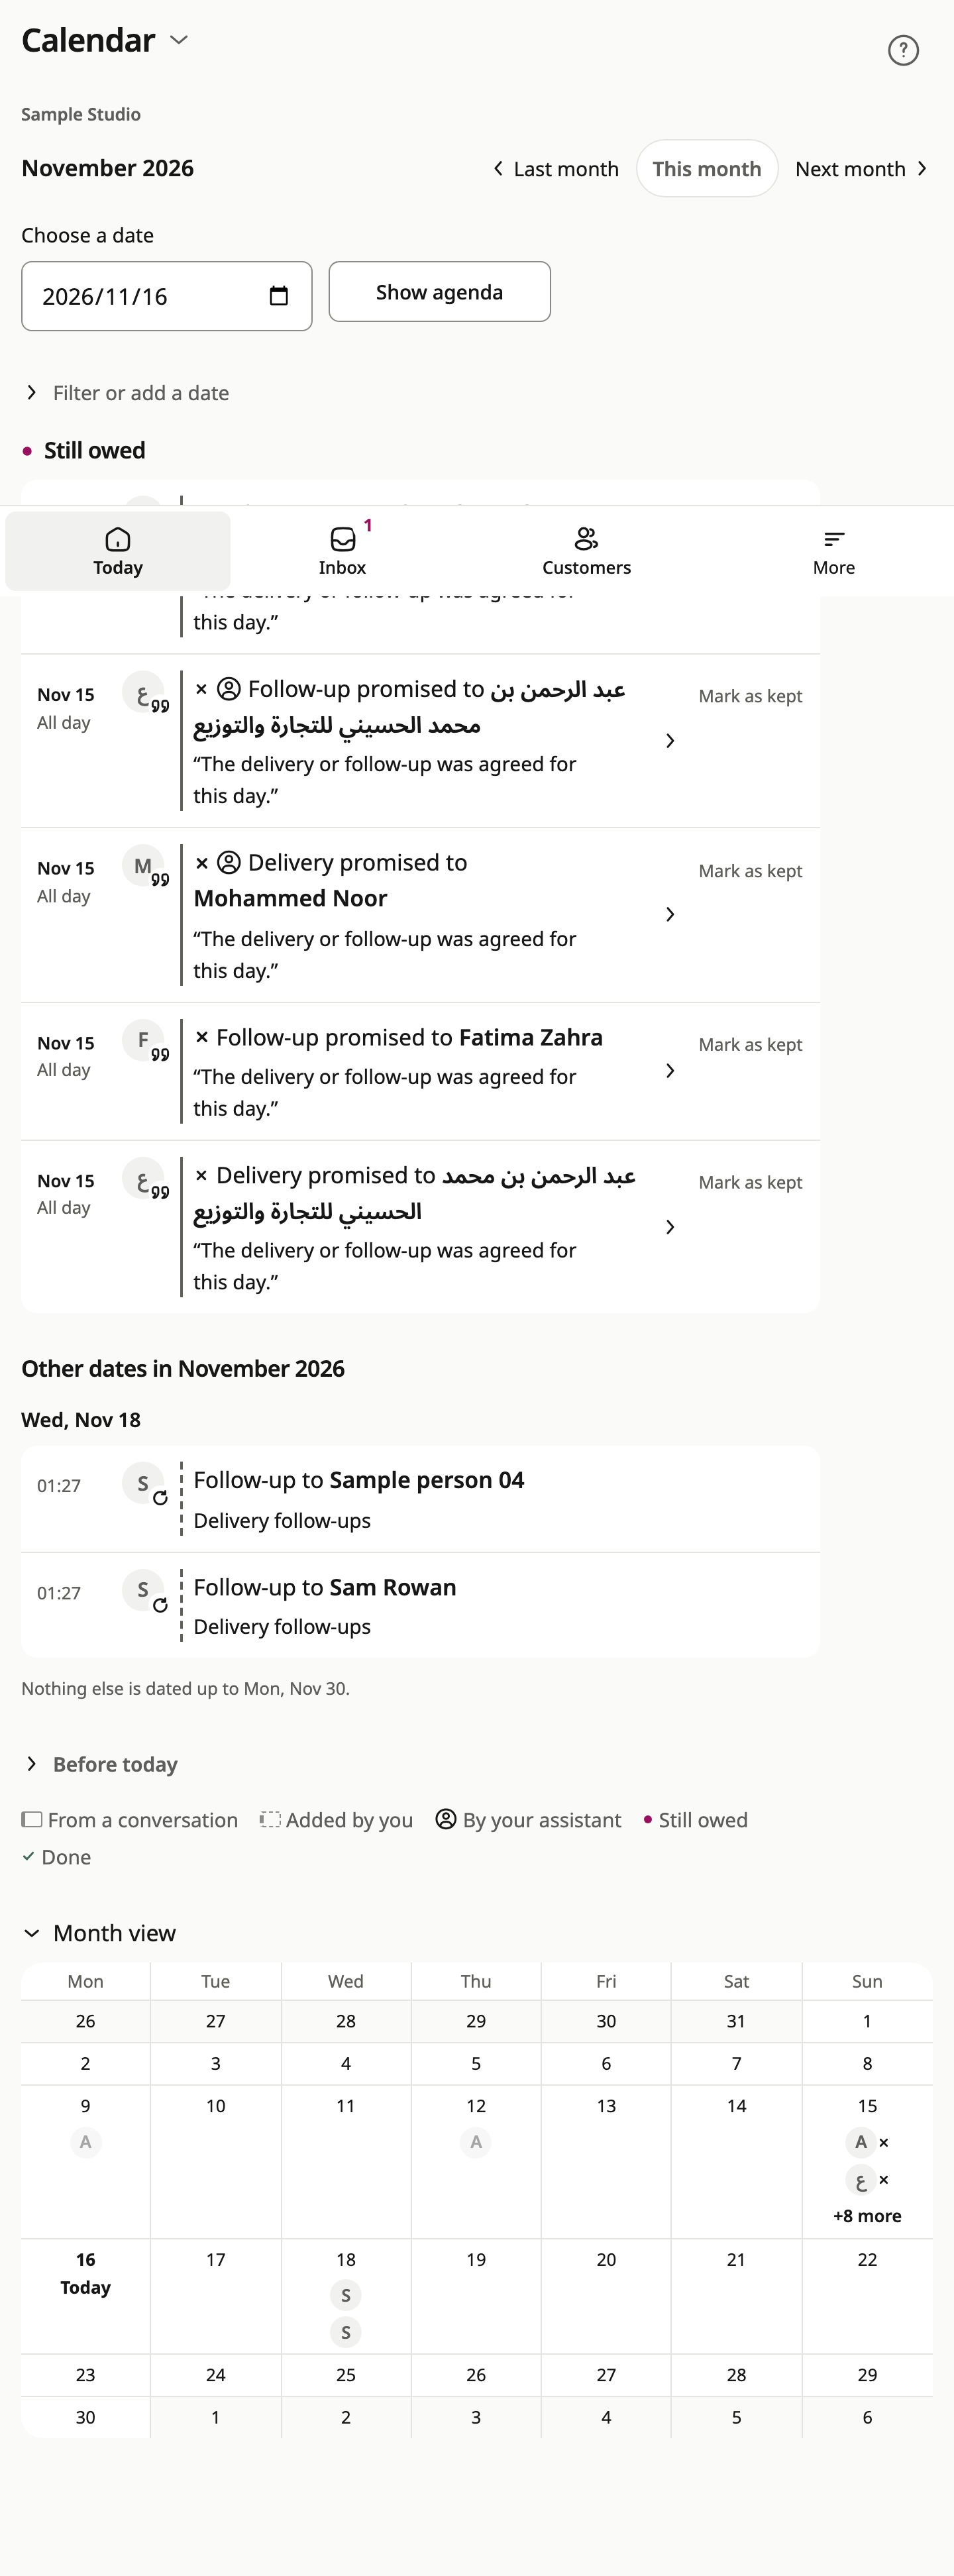 Calendar
Sample Studio
November 2026
Last month
This month
Next month
Choose a date
2026/11/16
Show agenda
Filter or add a date
Still owed
Today
Inbox
1
Customers
More
this day.”
Nov 15
All day
ع
Follow-up promised to عبد الرحمن بن
محمد الحسيني للتجارة والتوزيع
“The delivery or follow-up was agreed for
this day.”
Mark as kept
Nov 15
All day
M
Delivery promised to
Mohammed Noor
“The delivery or follow-up was agreed for
this day.”
Mark as kept
Nov 15
All day
F
Follow-up promised to Fatima Zahra
“The delivery or follow-up was agreed for
this day.”
Mark as kept
Nov 15
All day
ع
Delivery promised to عبد الرحمن بن محمد
الحسيني للتجارة والتوزيع
“The delivery or follow-up was agreed for
this day.”
Mark as kept
Other dates in November 2026
Wed, Nov 18
01:27
S
Follow-up to Sample person 04
Delivery follow-ups
01:27
S
Follow-up to Sam Rowan
Delivery follow-ups
Nothing else is dated up to Mon, Nov 30.
Before today
From a conversation Added by you By your assistant Still owed
Done
Month view
Mon Tue Wed Thu Fri Sat Sun
26 27 28 29 30 31 1
2 3 4 5 6 7 8
9 10 11 12 13 14 15
A A A ×
ع ×
+8 more
16 17 18 19 20 21 22
Today S
S
23 24 25 26 27 28 29
30 1 2 3 4 5 6